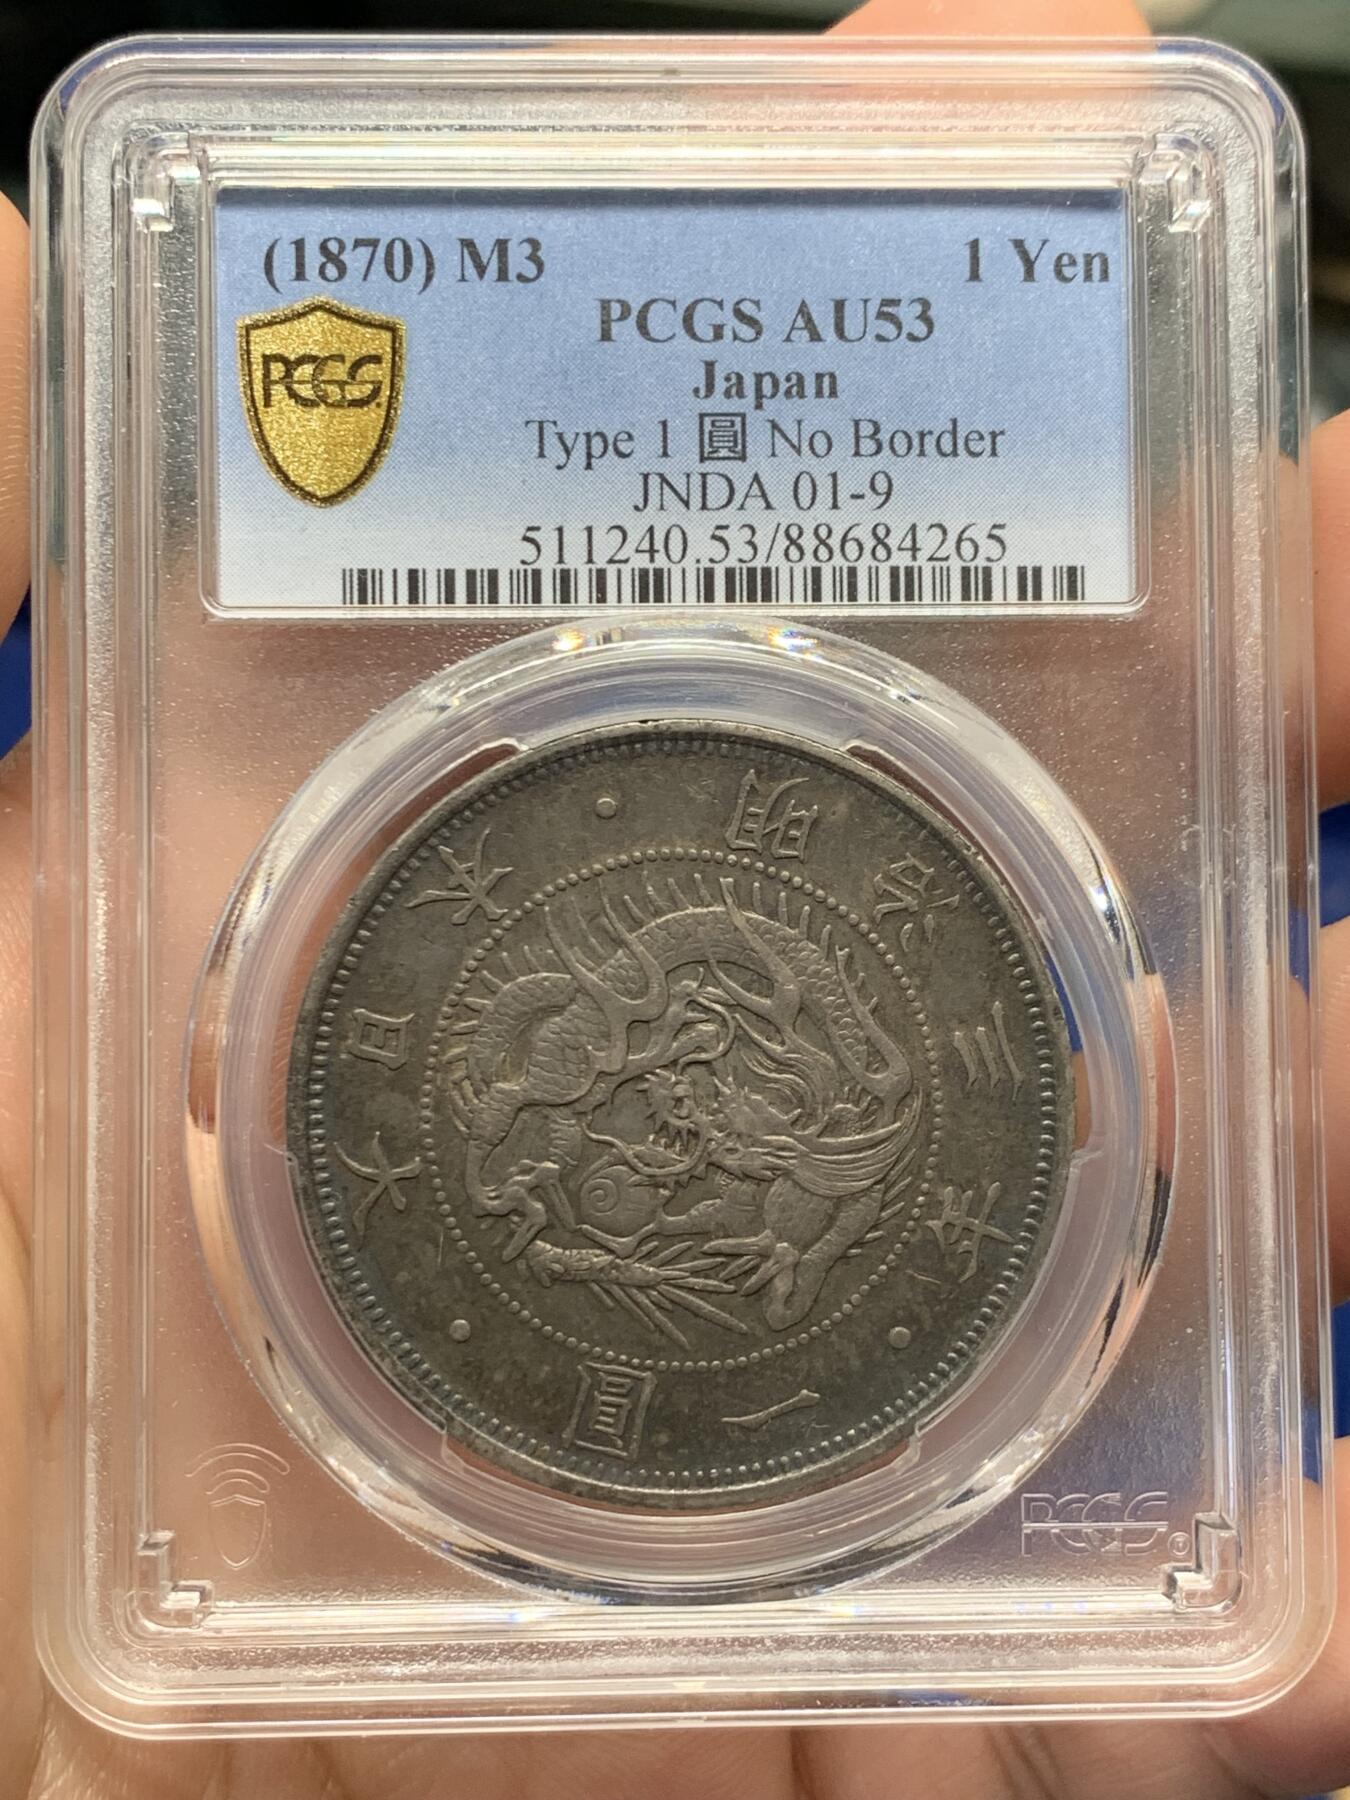 (1870) M3 1 Yen
PCGS AU53
Japan
Type 1 圓 No Border
JNDA 01-9
511240.53/88684265
PCGS
大日本
明治三年
一圓
PCGS